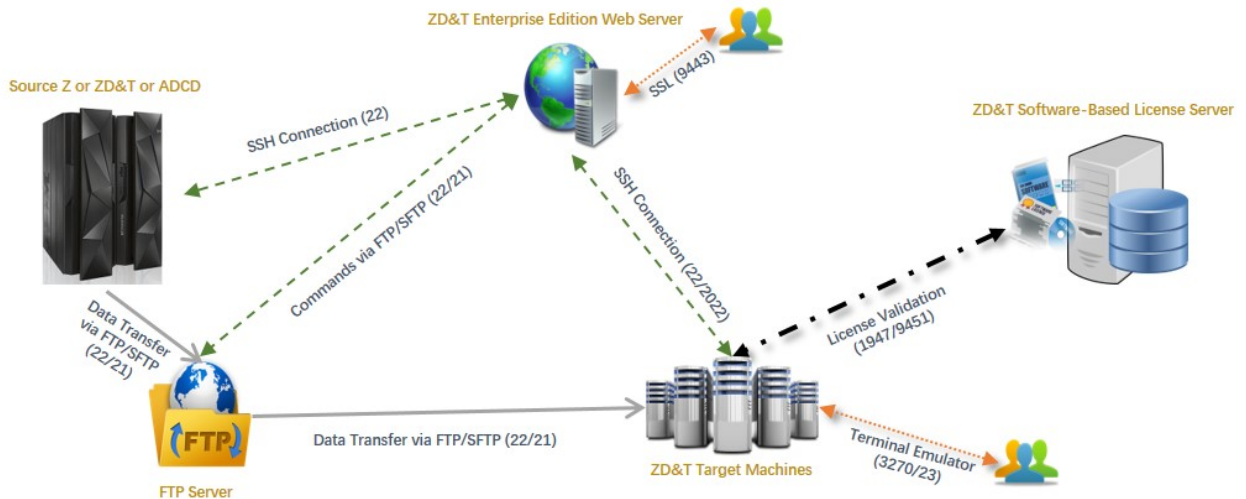 ZD&T Enterprise Edition Web Server
SSL (9443)
Source Z or ZD&T or ADCD
SSH Connection (22)
ZD&T Software-Based License Server
SOFTWARE
Commands via FTP/SFTP (22/21)
SSH Connection (22/2022)
License Validation
(1947/9451)
Data Transfer
via FTP/SFTP
(22/21)
FTP
Data Transfer via FTP/SFTP (22/21)
Terminal Emulator
(3270/23)
ZD&T Target Machines
FTP Server